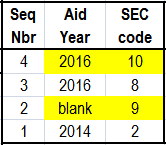 Seq Aid SEC
Nbr Year code
4 2016 10
3 2016 8
2 blank 9
1 2014 2